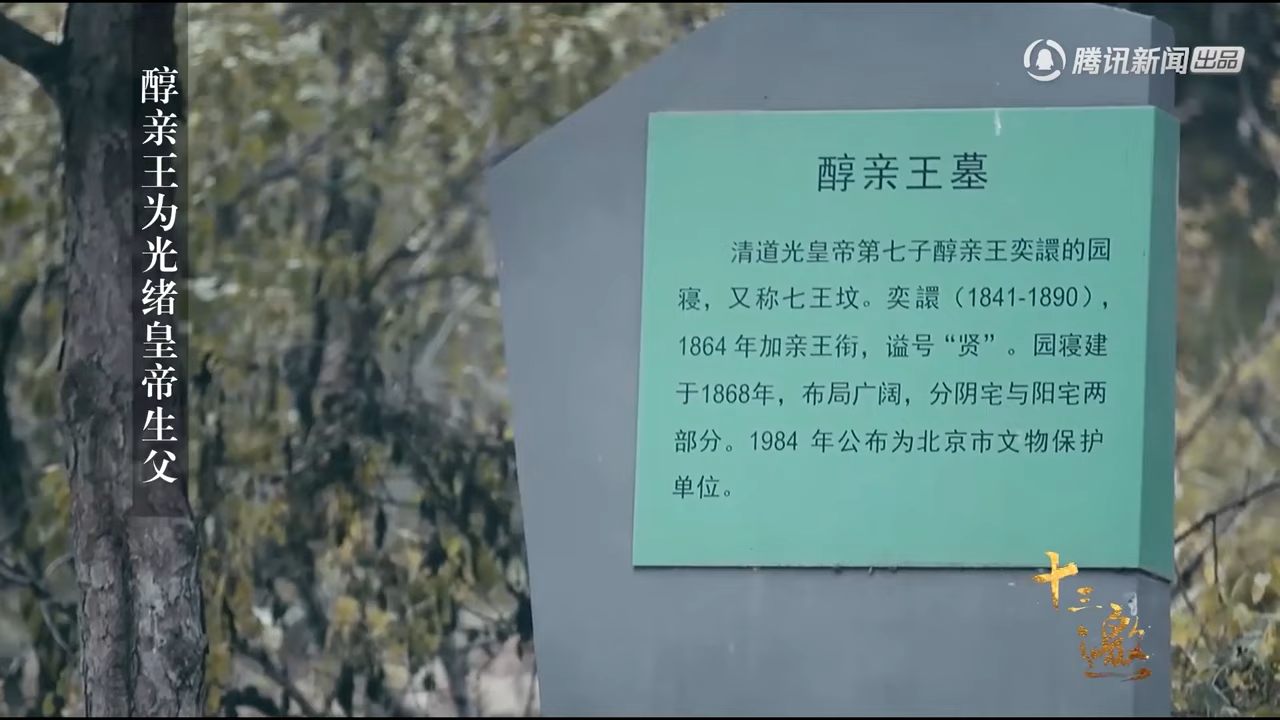 醇亲王为光绪皇帝生父
腾讯新闻出品
醇亲王墓
清道光皇帝第七子醇亲王奕譞的园
寝，又称七王坟。奕譞（1841-1890），
1864年加亲王衔，谥号“贤”。园寝建
于1868年，布局广阔，分阴宅与阳宅两
部分。1984 年公布为北京市文物保护
单位。
十三邀